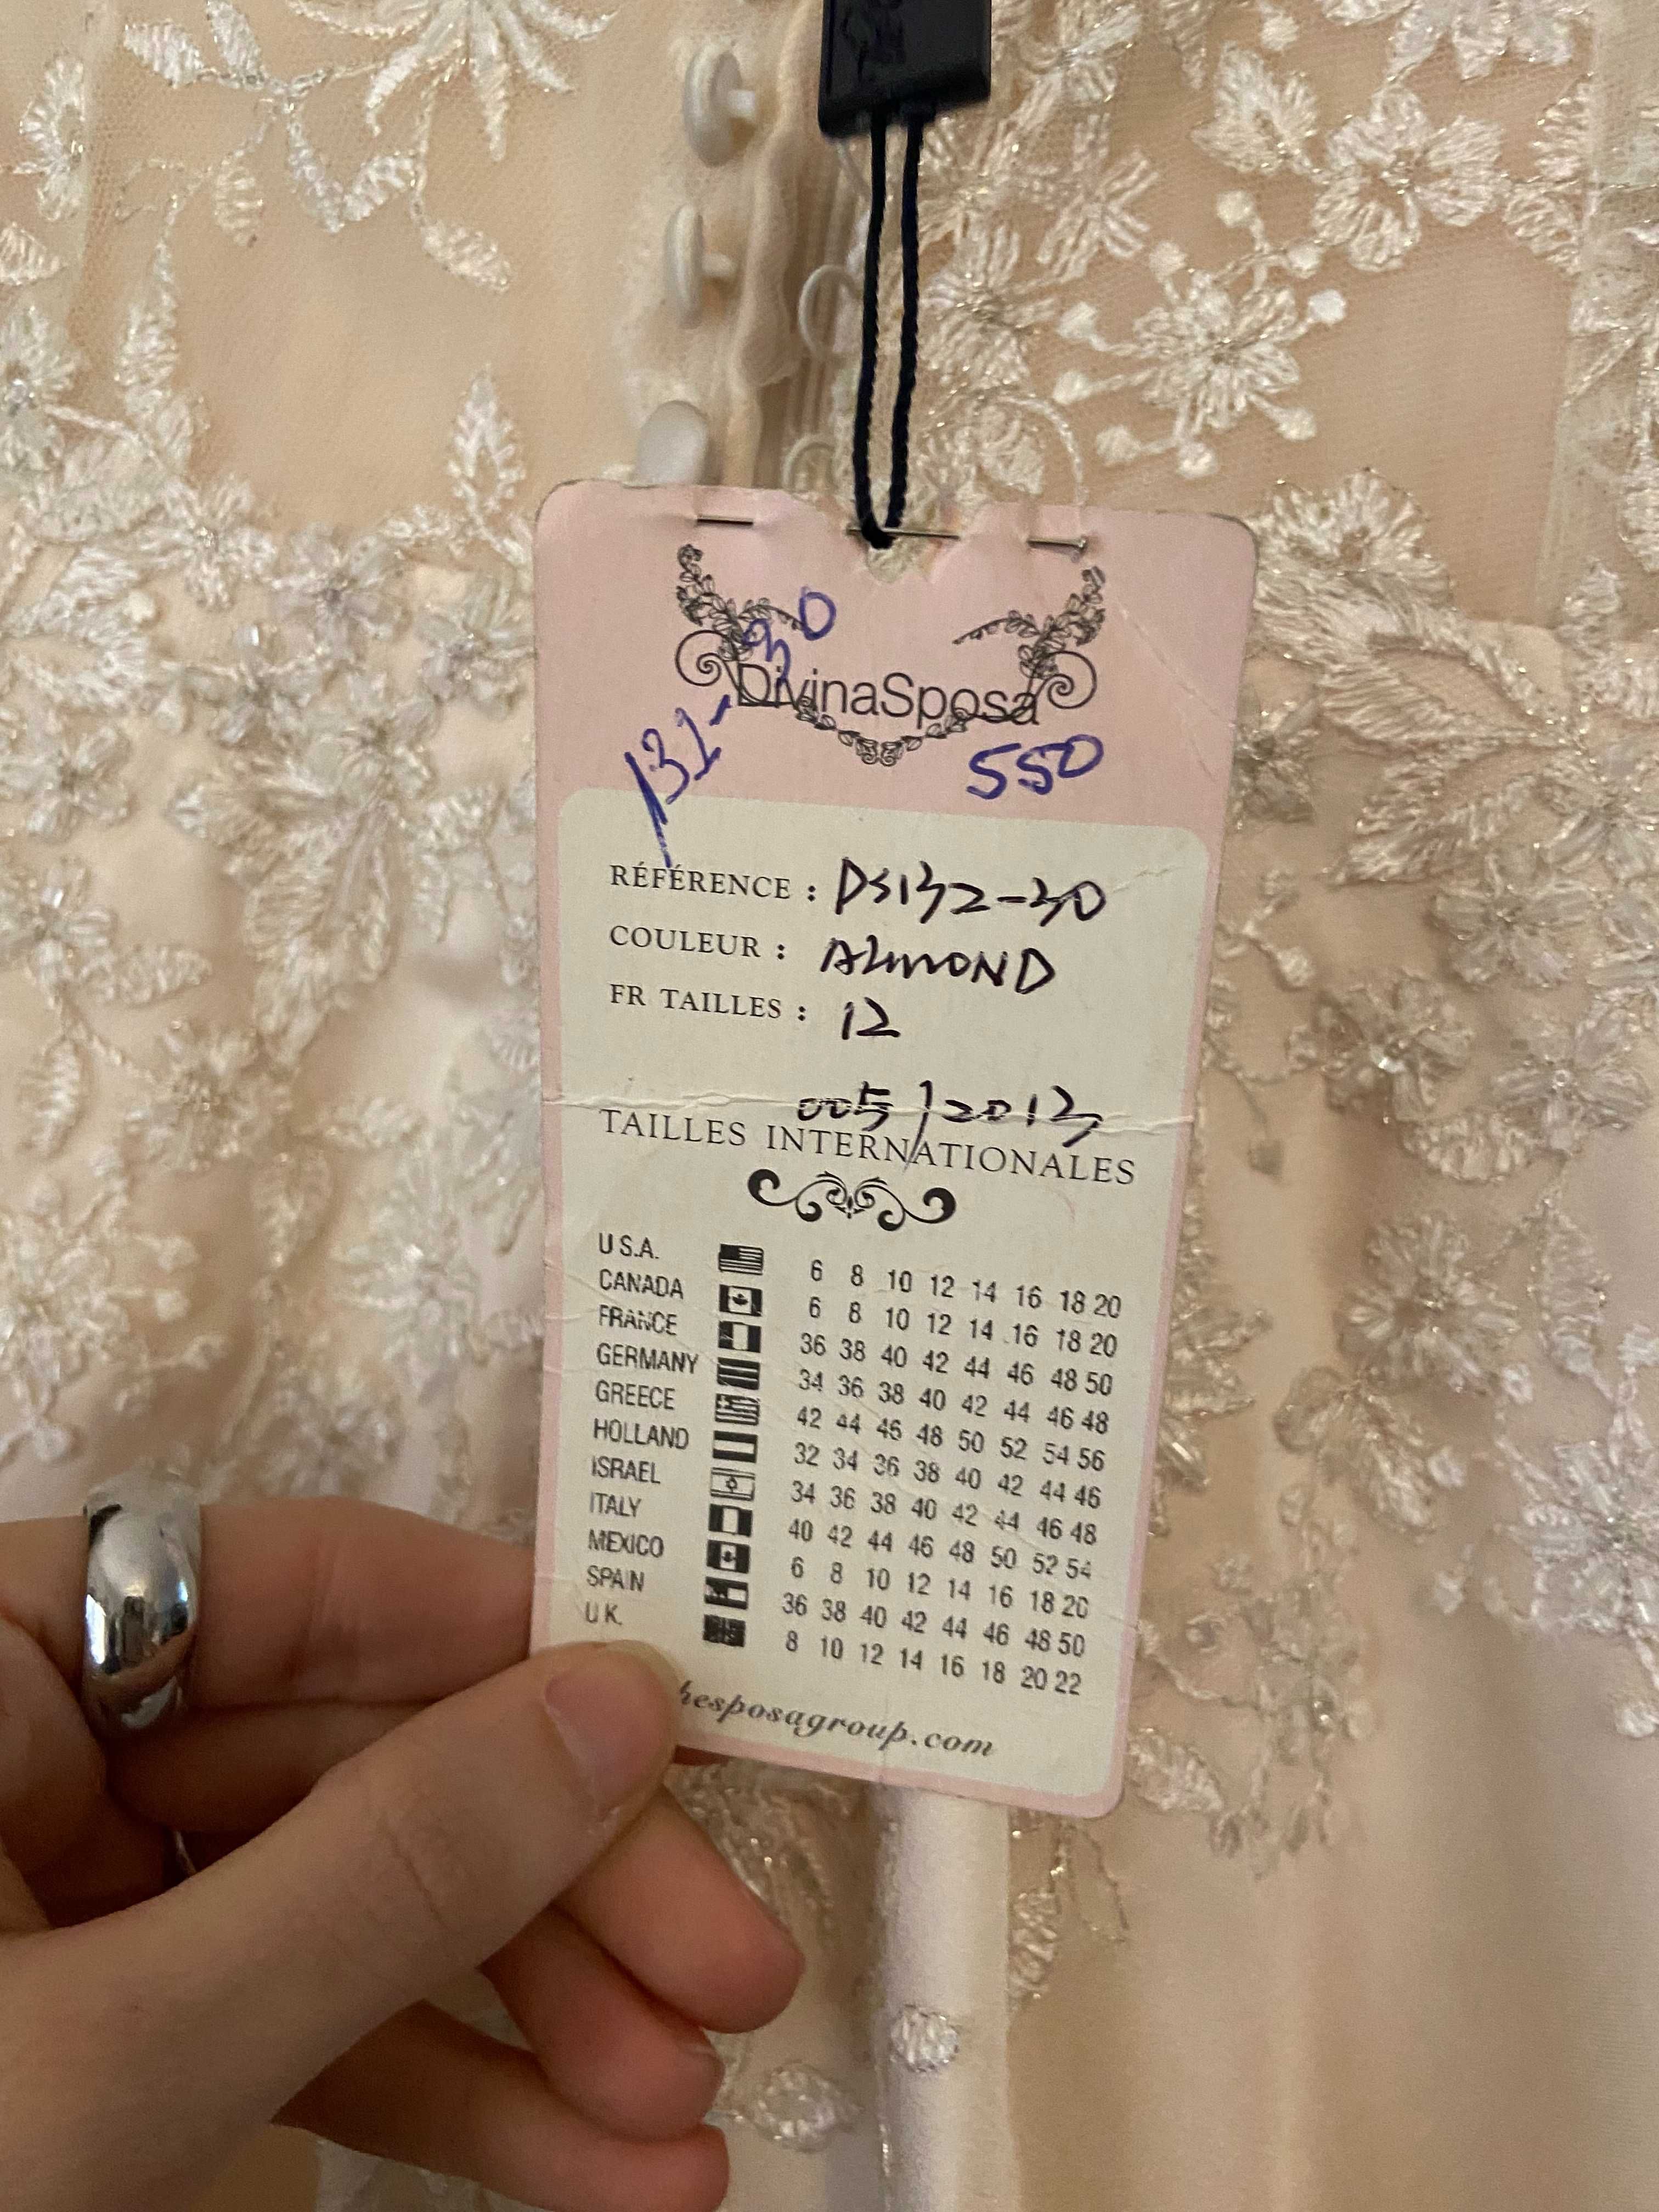 131-30
DivinaSposa
550
RÉFÉRENCE : DS132-30
COULEUR : ALMOND
FR TAILLES : 12
005/2013
TAILLES INTERNATIONALES
U.S.A. 6 8 10 12 14 16 18 20
CANADA 6 8 10 12 14 16 18 20
FRANCE 36 38 40 42 44 46 48 50
GERMANY 34 36 38 40 42 44 46 48
GREECE 42 44 46 48 50 52 54 56
HOLLAND 32 34 36 38 40 42 44 46
ISRAEL 34 36 38 40 42 44 46 48
ITALY 40 42 44 46 48 50 52 54
MEXICO 6 8 10 12 14 16 18 20
SPAIN 36 38 40 42 44 46 48 50
U.K. 8 10 12 14 16 18 20 22
hesposagroup.com